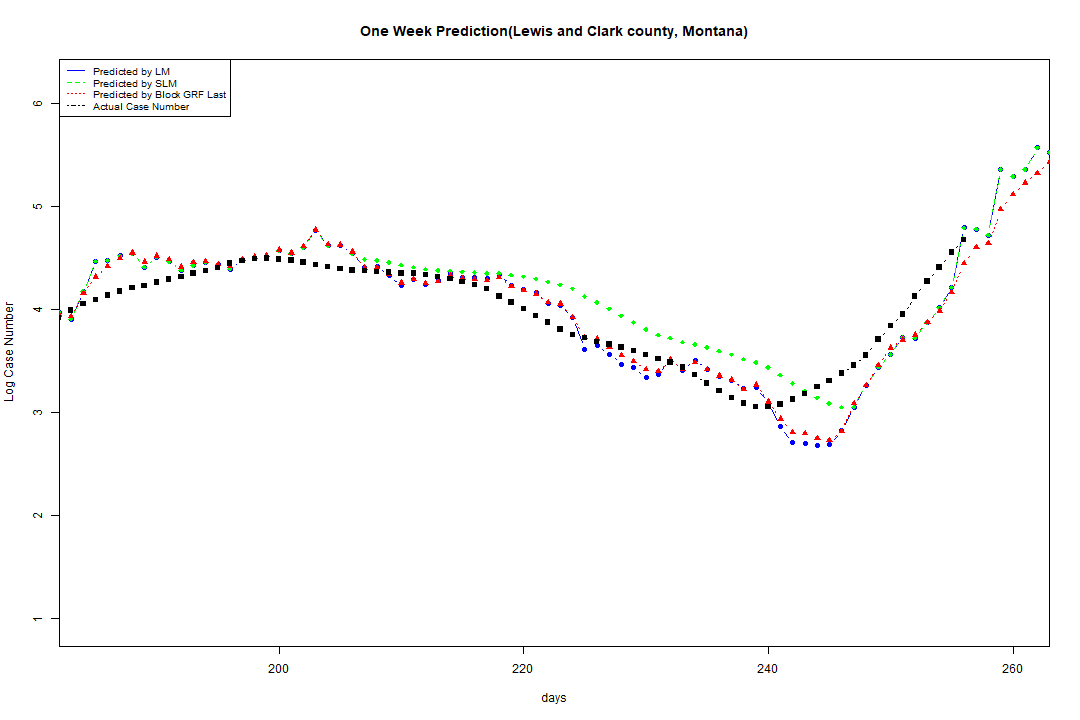 One Week Prediction(Lewis and Clark county, Montana)
Predicted by LM
Predicted by SLM
Predicted by Block GRF Last
Actual Case Number
6
5
4
3
2
1
Log Case Number
200
220
240
260
days